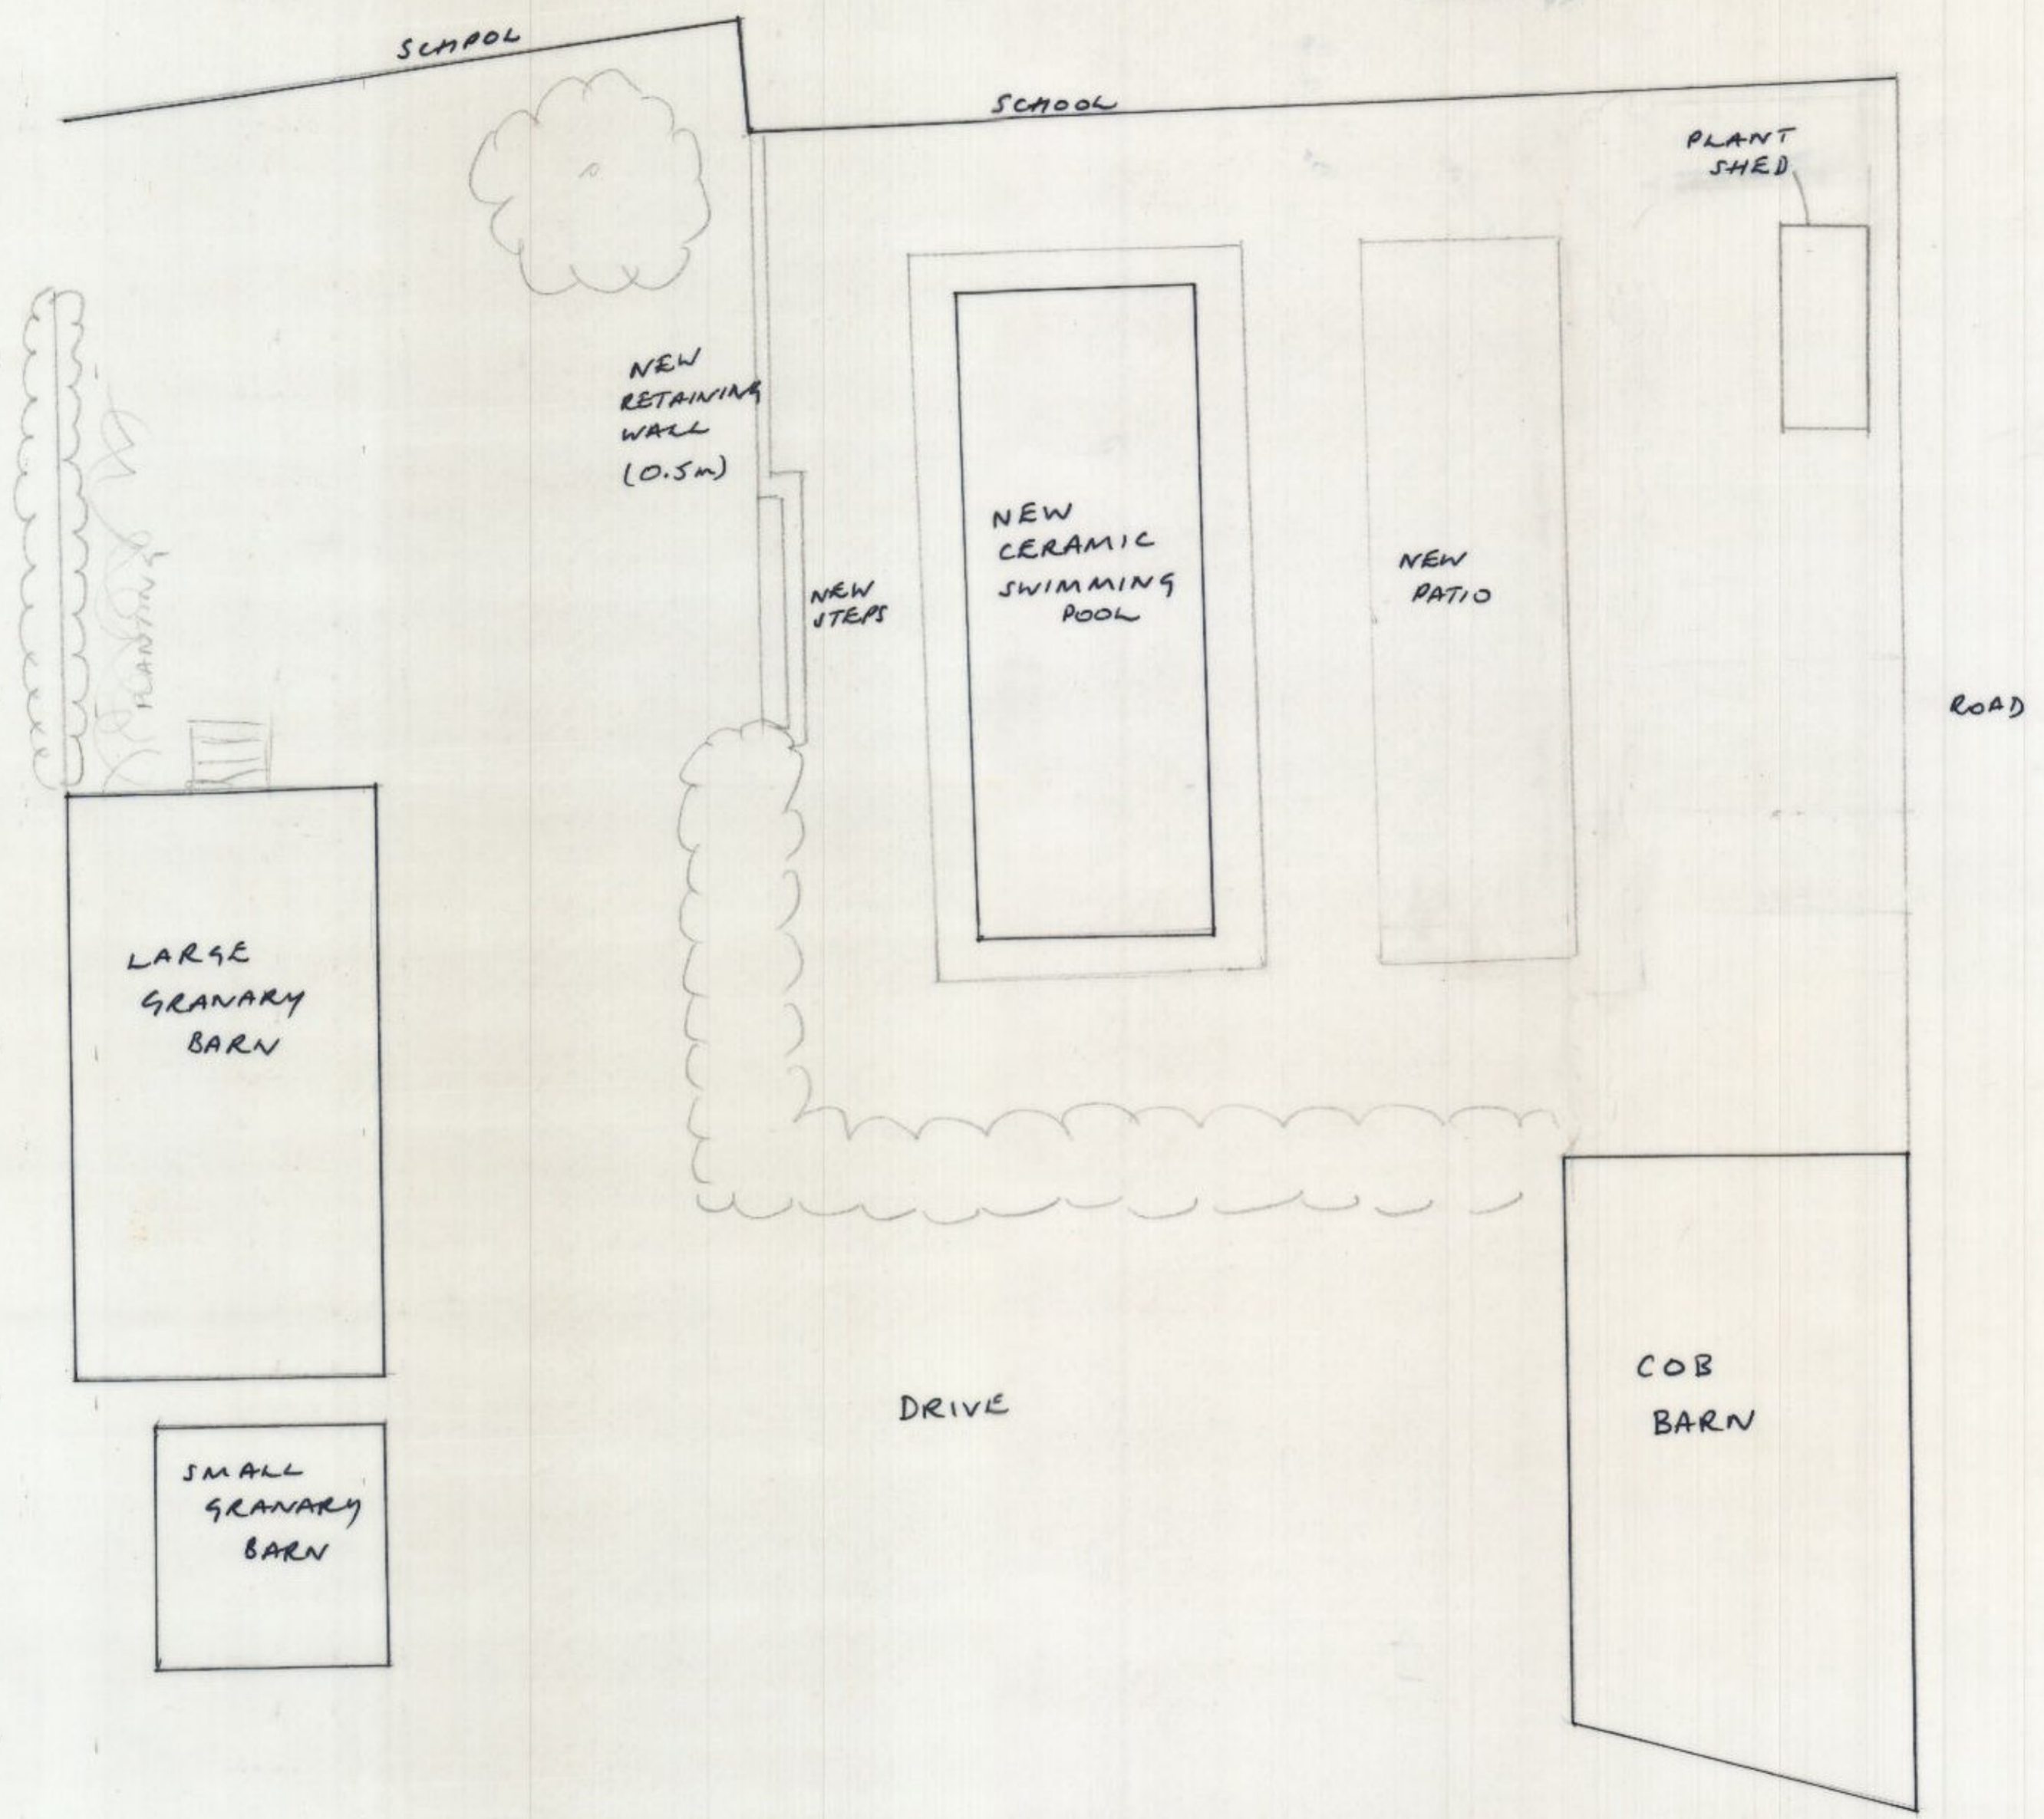 SCHOOL
SCHOOL
PLANT
SHED
NEW
RETAINING
WALL
(0.5m)
NEW
CERAMIC
SWIMMING
POOL
NEW
STEPS
NEW
PATIO
PLANTING
ROAD
LARGE
GRANARY
BARN
SMALL
GRANARY
BARN
DRIVE
COB
BARN